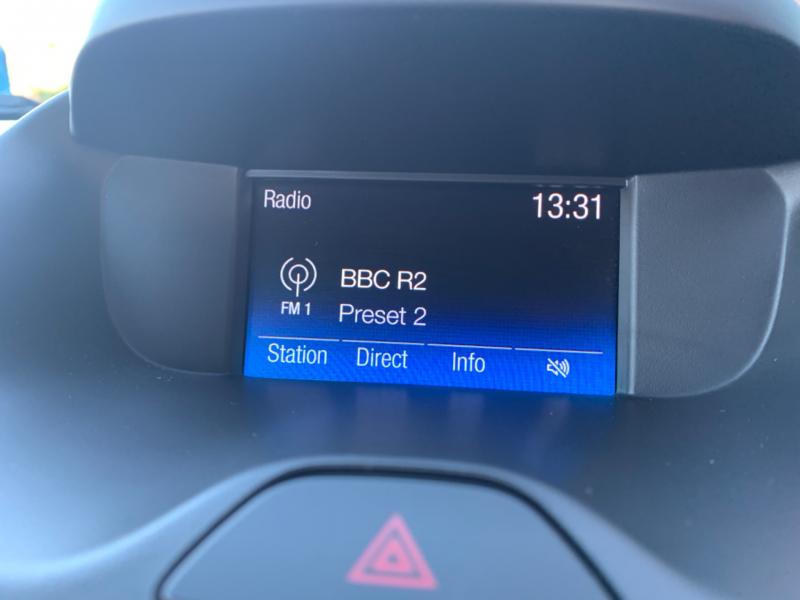 Radio 13:31
BBC R2
FM 1 Preset 2
Station Direct Info